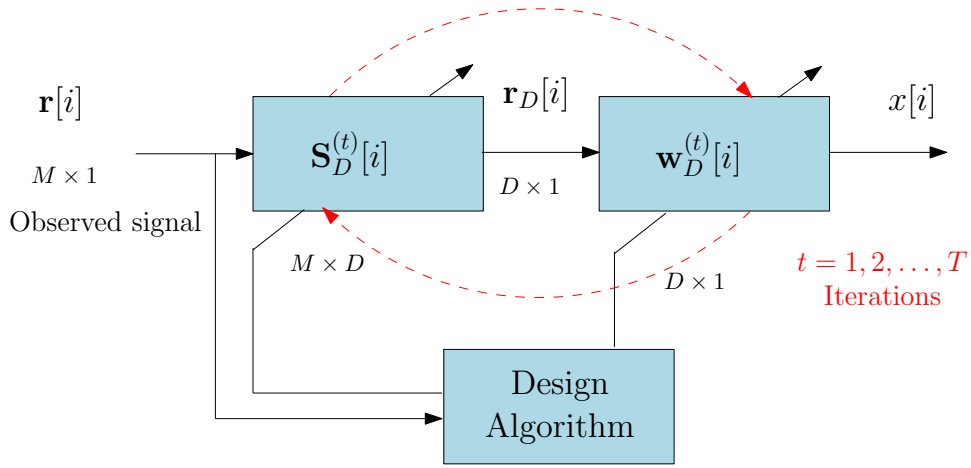 r[i]
M × 1
Observed signal
S_D^{(t)}[i]
r_D[i]
D × 1
w_D^{(t)}[i]
x[i]
M × D
D × 1
t = 1, 2, . . . , T
Iterations
Design
Algorithm